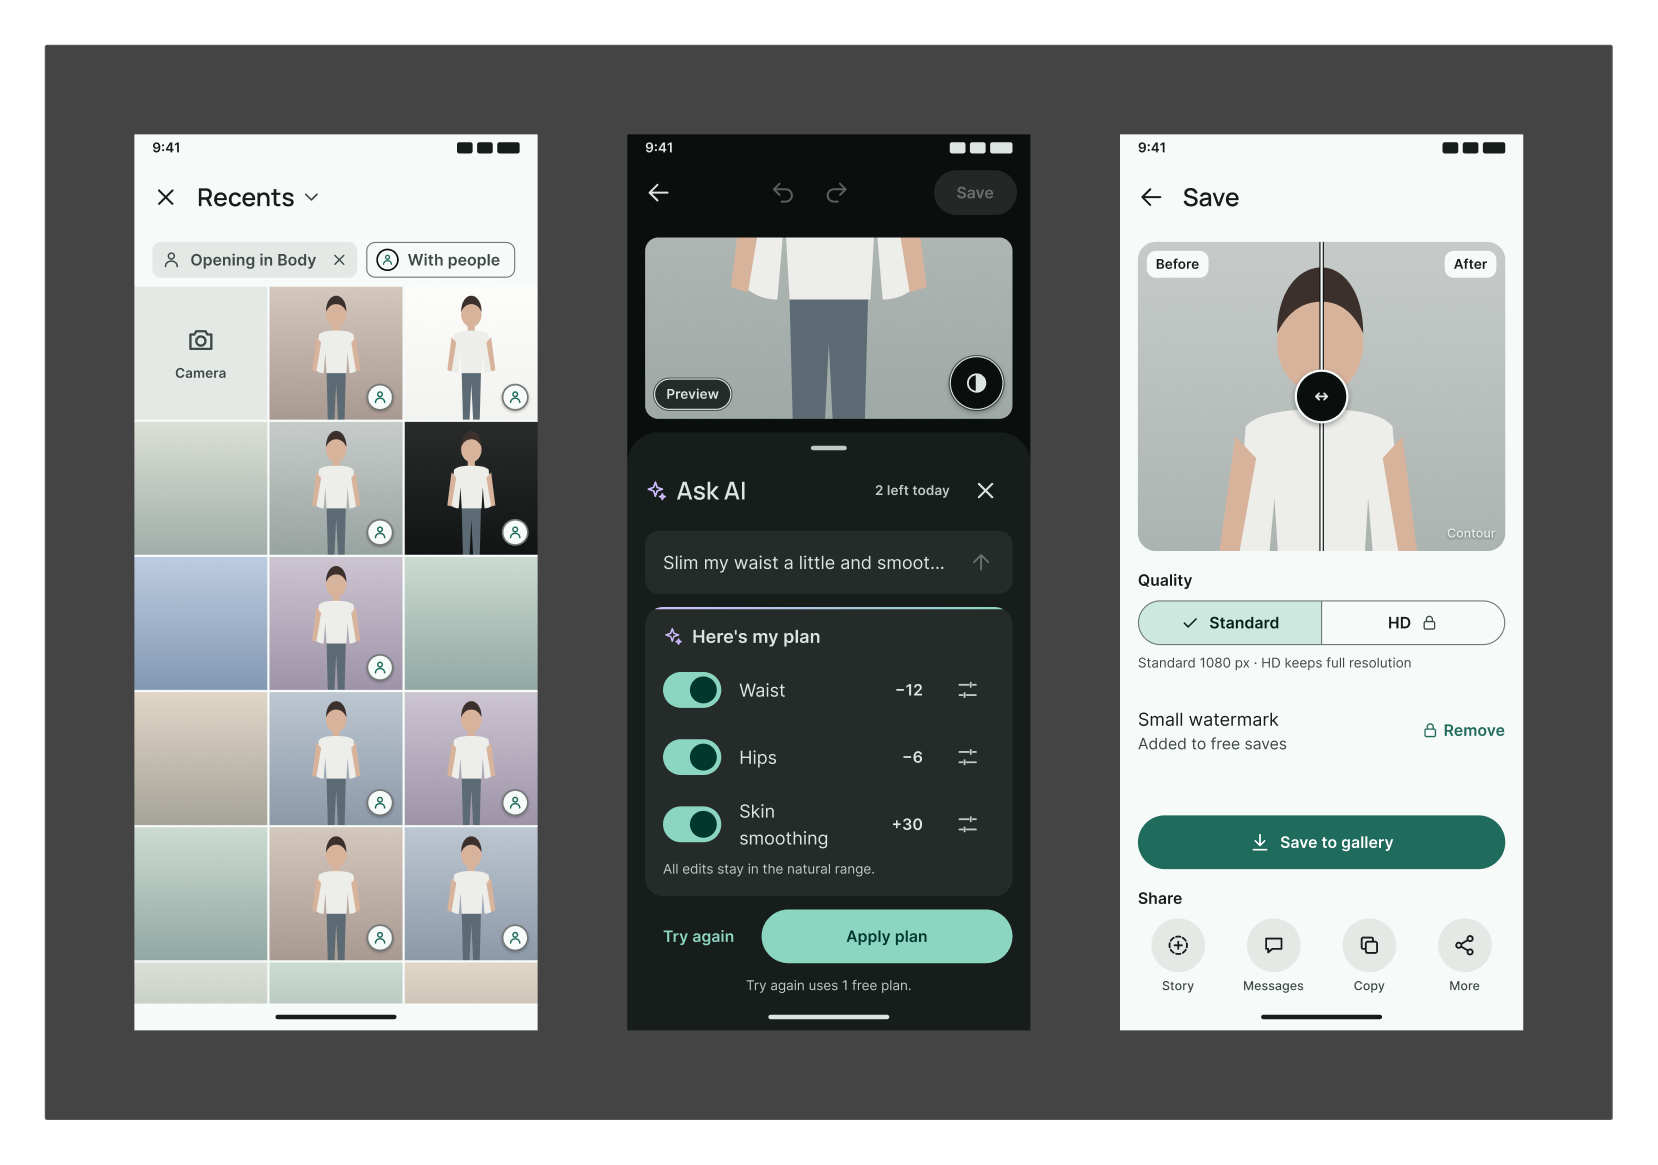 9:41
Recents
Opening in Body
With people
Camera
9:41
Save
Preview
Ask AI
2 left today
Slim my waist a little and smoot...
Here's my plan
Waist
−12
Hips
−6
Skin
smoothing
+30
All edits stay in the natural range.
Try again
Apply plan
Try again uses 1 free plan.
9:41
Save
Before
After
Contour
Quality
Standard
HD
Standard 1080 px · HD keeps full resolution
Small watermark
Added to free saves
Remove
Save to gallery
Share
Story
Messages
Copy
More